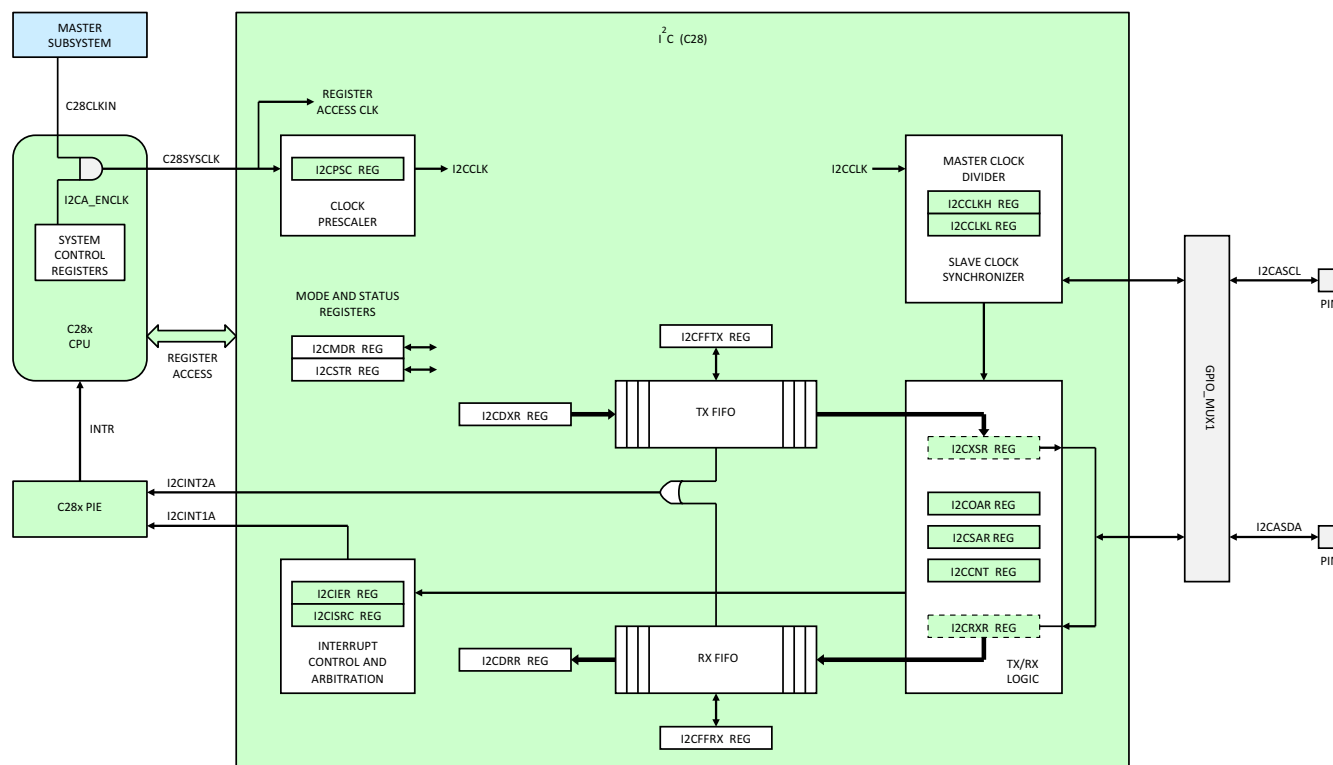 MASTER
SUBSYSTEM
C28CLKIN
C28x
CPU
I2CA_ENCLK
SYSTEM
CONTROL
REGISTERS
C28SYSCLK
REGISTER
ACCESS
INTR
C28x PIE
I2CINT2A
I2CINT1A
I2C (C28)
REGISTER
ACCESS CLK
I2CPSC REG
CLOCK
PRESCALER
I2CCLK
I2CCLK
MASTER CLOCK
DIVIDER
I2CCLKH REG
I2CCLKL REG
SLAVE CLOCK
SYNCHRONIZER
MODE AND STATUS
REGISTERS
I2CMDR REG
I2CSTR REG
I2CFFTX REG
I2CDXR REG
TX FIFO
I2CXSR REG
I2COAR REG
I2CSAR REG
I2CCNT REG
I2CRXR REG
TX/RX
LOGIC
I2CIER REG
I2CISRC REG
INTERRUPT
CONTROL AND
ARBITRATION
I2CDRR REG
RX FIFO
I2CFFRX REG
GPIO_MUX1
I2CASCL
I2CASDA